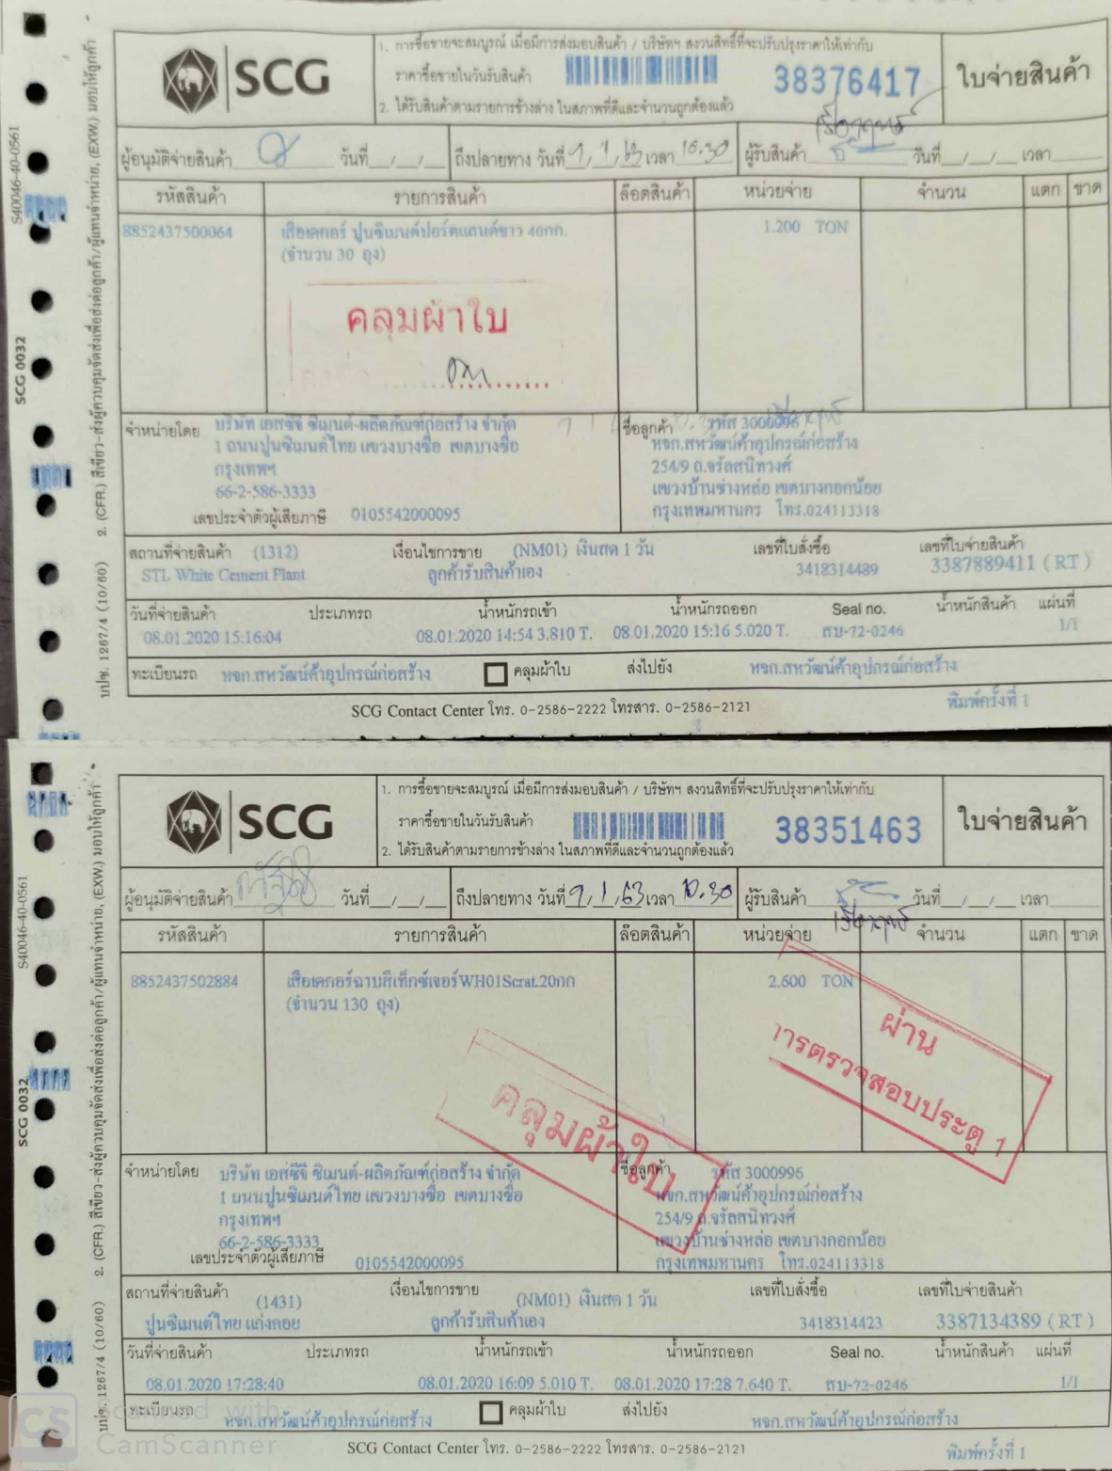 SCG
1. การซื้อขายจะสมบูรณ์ เมื่อมีการส่งมอบสินค้า / บริษัทฯ สงวนสิทธิ์ที่จะปรับปรุงราคาให้เท่ากับ
ราคาซื้อขายในวันรับสินค้า
2. ได้รับสินค้าตามรายการข้างล่าง ในสภาพที่ดีและจำนวนถูกต้องแล้ว
38376417
ใบจ่ายสินค้า
ผู้อนุมัติจ่ายสินค้า วันที่__/__/__ ถึงปลายทาง วันที่ 9/1/63 เวลา 10.30 ผู้รับสินค้า วันที่__/__/__ เวลา
รหัสสินค้า รายการสินค้า ล๊อตสินค้า หน่วยจ่าย จำนวน แตก ขาด
8852437500064 เสือเดคอร์ ปูนซิเมนต์ปอร์ตแลนด์ขาว 40กก. 1.200 TON
(จำนวน 30 ถุง)
คลุมผ้าใบ
จำหน่ายโดย บริษัท เอสซีจี ซิเมนต์-ผลิตภัณฑ์ก่อสร้าง จำกัด ชื่อลูกค้า รหัส 3000996
1 ถนนปูนซิเมนต์ไทย แขวงบางซื่อ เขตบางซื่อ หจก.สหวัฒน์ค้าอุปกรณ์ก่อสร้าง
กรุงเทพฯ 254/9 ถ.จรัลสนิทวงศ์
66-2-586-3333 แขวงบ้านช่างหล่อ เขตบางกอกน้อย
เลขประจำตัวผู้เสียภาษี 0105542000095 กรุงเทพมหานคร โทร.024113318
สถานที่จ่ายสินค้า (1312) เงื่อนไขการขาย (NM01) เงินสด 1 วัน เลขที่ใบสั่งซื้อ เลขที่ใบจ่ายสินค้า
STL White Cement Plant ลูกค้ารับสินค้าเอง 3418314489 3387889411 ( RT )
วันที่จ่ายสินค้า ประเภทรถ น้ำหนักรถเข้า น้ำหนักรถออก Seal no. น้ำหนักสินค้า แผ่นที่
08.01.2020 15:16:04 08.01.2020 14:54 3.810 T. 08.01.2020 15:16 5.020 T. สบ-72-0246 1/1
ทะเบียนรถ หจก.สหวัฒน์ค้าอุปกรณ์ก่อสร้าง คลุมผ้าใบ ส่งไปยัง หจก.สหวัฒน์ค้าอุปกรณ์ก่อสร้าง
SCG Contact Center โทร. 0-2586-2222 โทรสาร. 0-2586-2121
พิมพ์ครั้งที่ 1
S40046-40-0561
SCG 0032
บปซ. 1267/4 (10/60) 2. (CFR.) สีเขียว-ส่งผู้ควบคุมจัดส่งเพื่อส่งต่อลูกค้า/ผู้แทนจำหน่าย, (EXW.) มอบให้ลูกค้า
SCG
1. การซื้อขายจะสมบูรณ์ เมื่อมีการส่งมอบสินค้า / บริษัทฯ สงวนสิทธิ์ที่จะปรับปรุงราคาให้เท่ากับ
ราคาซื้อขายในวันรับสินค้า
2. ได้รับสินค้าตามรายการข้างล่าง ในสภาพที่ดีและจำนวนถูกต้องแล้ว
38351463
ใบจ่ายสินค้า
ผู้อนุมัติจ่ายสินค้า วันที่__/__/__ ถึงปลายทาง วันที่ 9/1/63 เวลา 10.30 ผู้รับสินค้า วันที่__/__/__ เวลา
รหัสสินค้า รายการสินค้า ล๊อตสินค้า หน่วยจ่าย จำนวน แตก ขาด
8852437502884 เสือเดคอร์ฉาบสีเท็กซ์เจอร์WH01Scrat.20กก 2.600 TON
(จำนวน 130 ถุง)
ผ่าน
การตรวจสอบประตู 1
คลุมผ้าใบ
จำหน่ายโดย บริษัท เอสซีจี ซิเมนต์-ผลิตภัณฑ์ก่อสร้าง จำกัด ชื่อลูกค้า รหัส 3000996
1 ถนนปูนซิเมนต์ไทย แขวงบางซื่อ เขตบางซื่อ หจก.สหวัฒน์ค้าอุปกรณ์ก่อสร้าง
กรุงเทพฯ 254/9 ถ.จรัลสนิทวงศ์
66-2-586-3333 แขวงบ้านช่างหล่อ เขตบางกอกน้อย
เลขประจำตัวผู้เสียภาษี 0105542000095 กรุงเทพมหานคร โทร.024113318
สถานที่จ่ายสินค้า (1431) เงื่อนไขการขาย (NM01) เงินสด 1 วัน เลขที่ใบสั่งซื้อ เลขที่ใบจ่ายสินค้า
ปูนซิเมนต์ไทย แก่งคอย ลูกค้ารับสินค้าเอง 3418314423 3387134389 ( RT )
วันที่จ่ายสินค้า ประเภทรถ น้ำหนักรถเข้า น้ำหนักรถออก Seal no. น้ำหนักสินค้า แผ่นที่
08.01.2020 17:28:40 08.01.2020 16:09 5.010 T. 08.01.2020 17:28 7.640 T. สบ-72-0246 1/1
ทะเบียนรถ หจก.สหวัฒน์ค้าอุปกรณ์ก่อสร้าง คลุมผ้าใบ ส่งไปยัง หจก.สหวัฒน์ค้าอุปกรณ์ก่อสร้าง
SCG Contact Center โทร. 0-2586-2222 โทรสาร. 0-2586-2121
พิมพ์ครั้งที่ 1
S40046-40-0561
SCG 0032
บปซ. 1267/4 (10/60) 2. (CFR.) สีเขียว-ส่งผู้ควบคุมจัดส่งเพื่อส่งต่อลูกค้า/ผู้แทนจำหน่าย, (EXW.) มอบให้ลูกค้า
CS Scanned with
CamScanner